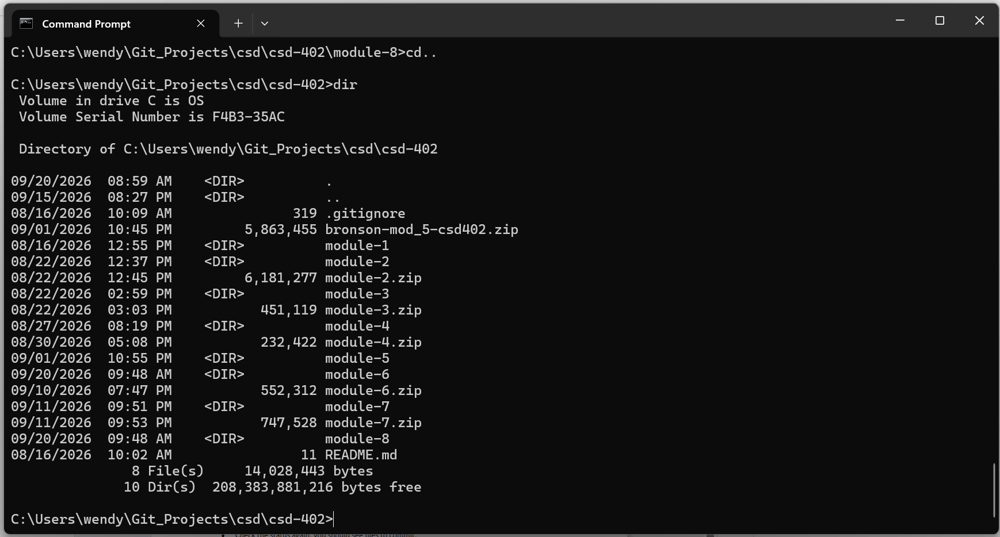 Command Prompt
C:\Users\wendy\Git_Projects\csd\csd-402\module-8>cd..
C:\Users\wendy\Git_Projects\csd\csd-402>dir
Volume in drive C is OS
Volume Serial Number is F4B3-35AC
Directory of C:\Users\wendy\Git_Projects\csd\csd-402
09/20/2026  08:59 AM    <DIR>          .
09/15/2026  08:27 PM    <DIR>          ..
08/16/2026  10:09 AM               319 .gitignore
09/01/2026  10:45 PM         5,863,455 bronson-mod_5-csd402.zip
08/16/2026  12:55 PM    <DIR>          module-1
08/22/2026  12:37 PM    <DIR>          module-2
08/22/2026  12:45 PM         6,181,277 module-2.zip
08/22/2026  02:59 PM    <DIR>          module-3
08/22/2026  03:03 PM           451,119 module-3.zip
08/27/2026  08:19 PM    <DIR>          module-4
08/30/2026  05:08 PM           232,422 module-4.zip
09/01/2026  10:55 PM    <DIR>          module-5
09/20/2026  09:48 AM    <DIR>          module-6
09/10/2026  07:47 PM           552,312 module-6.zip
09/11/2026  09:51 PM    <DIR>          module-7
09/11/2026  09:53 PM           747,528 module-7.zip
09/20/2026  09:48 AM    <DIR>          module-8
08/16/2026  10:02 AM                11 README.md
8 File(s)     14,028,443 bytes
10 Dir(s)  208,383,881,216 bytes free
C:\Users\wendy\Git_Projects\csd\csd-402>